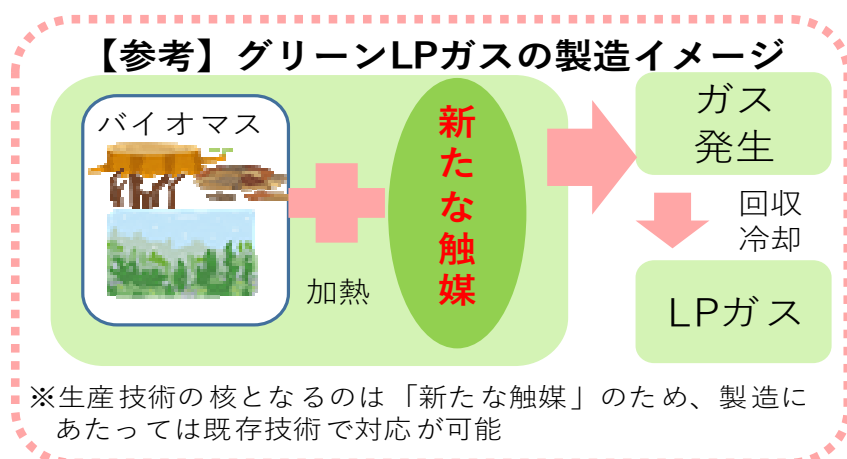 【参考】グリーンLPガスの製造イメージ
バイオマス
加熱
新たな触媒
ガス
発生
回収
冷却
LPガス
※生産技術の核となるのは「新たな触媒」のため、製造に
あたっては既存技術で対応が可能